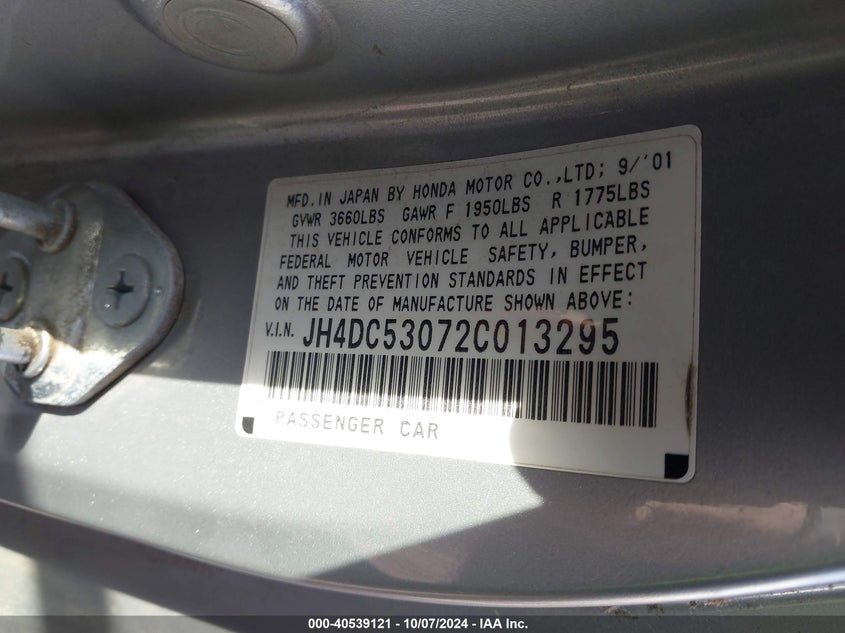 MFD.IN JAPAN BY HONDA MOTOR CO.,LTD; 9/'01
GVWR 3660LBS GAWR F 1950LBS R 1775LBS
THIS VEHICLE CONFORMS TO ALL APPLICABLE
FEDERAL MOTOR VEHICLE SAFETY, BUMPER,
AND THEFT PREVENTION STANDARDS IN EFFECT
ON THE DATE OF MANUFACTURE SHOWN ABOVE:
V.I.N. JH4DC53072C013295
PASSENGER CAR
000-40539121 - 10/07/2024 - IAA Inc.